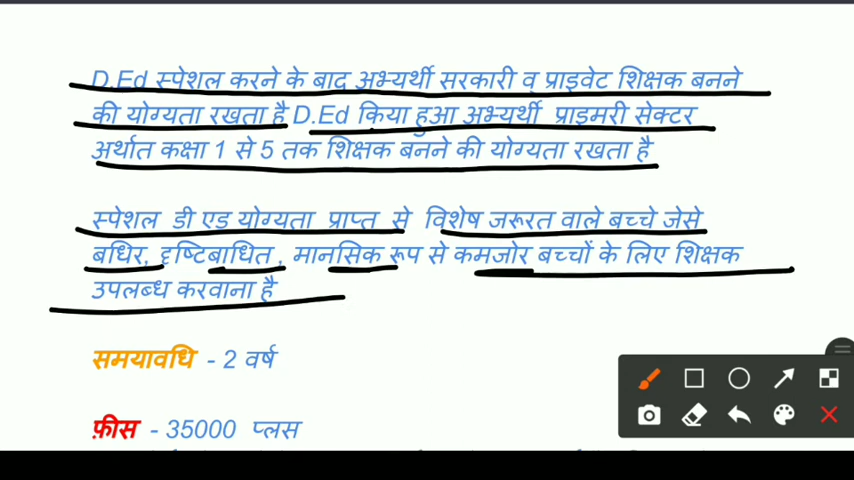 D.Ed स्पेशल करने के बाद अभ्यर्थी सरकारी व प्राइवेट शिक्षक बनने
की योग्यता रखता है D.Ed किया हुआ अभ्यर्थी प्राइमरी सेक्टर
अर्थात कक्षा 1 से 5 तक शिक्षक बनने की योग्यता रखता है
स्पेशल डी एड योग्यता प्राप्त से विशेष जरूरत वाले बच्चे जेसे
बधिर, दृष्टिबाधित , मानसिक रूप से कमजोर बच्चों के लिए शिक्षक
उपलब्ध करवाना है
समयावधि - 2 वर्ष
फ़ीस - 35000 प्लस